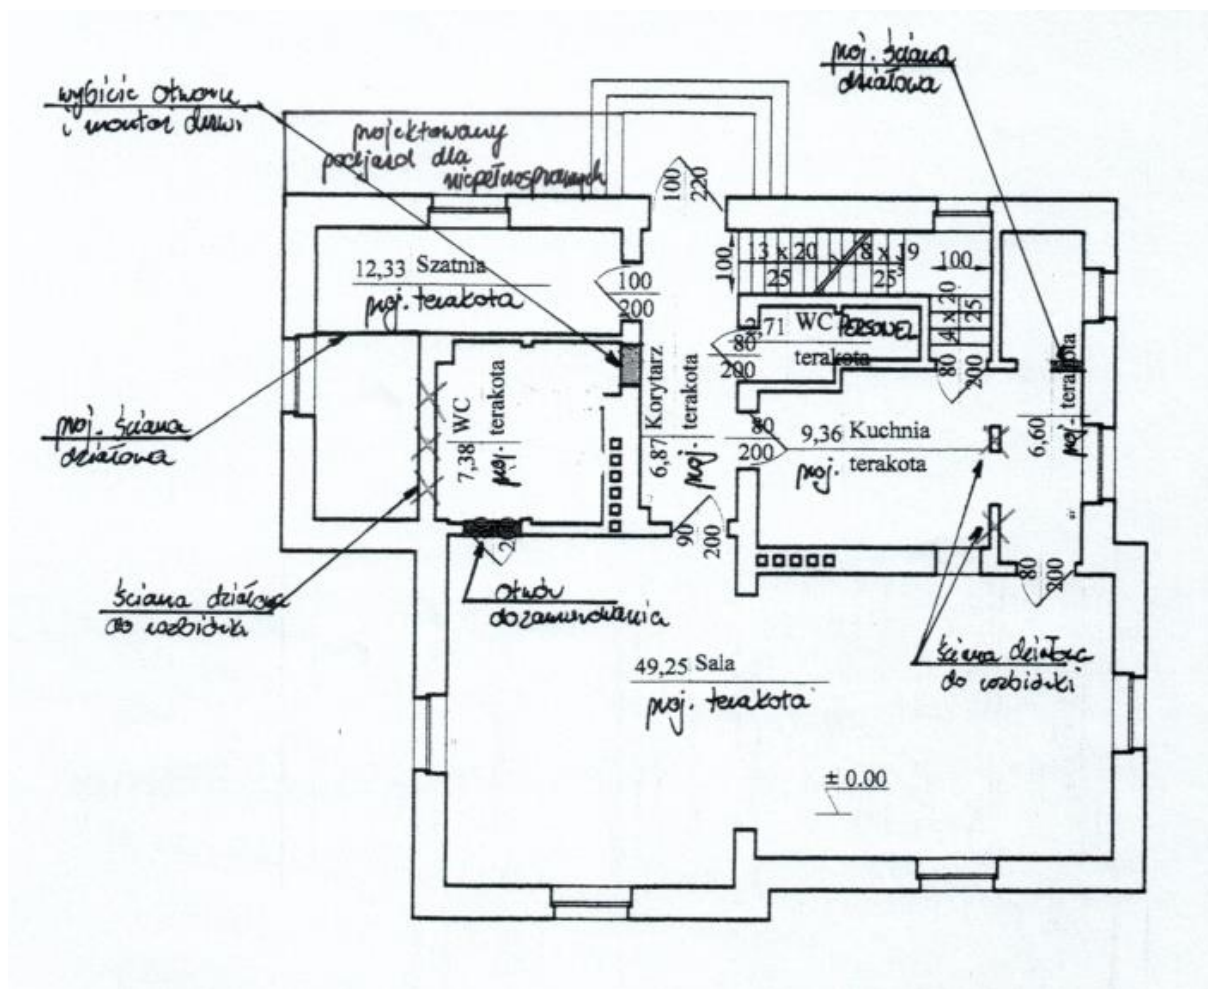 proj. ściana
działowa
wybicie otworu
i montaż drzwi
projektowany
podjazd dla
niepełnosprawnych
100
220
13 x 20
25
8 x 19
25
100
100
4 x 20
25
12,33 Szatnia
proj. terakota
100
200
2,71 WC PERSONEL
terakota
80
200
80
200
7,38 WC
proj. terakota
6,87 Korytarz
proj. terakota
80
200
9,36 Kuchnia
proj. terakota
6,60
proj. terakota
proj. ściana
działowa
90
200
80
200
ściana działowa
do rozbiórki
otwór
do zamurowania
ściana działowa
do rozbiórki
49,25 Sala
proj. terakota
± 0.00